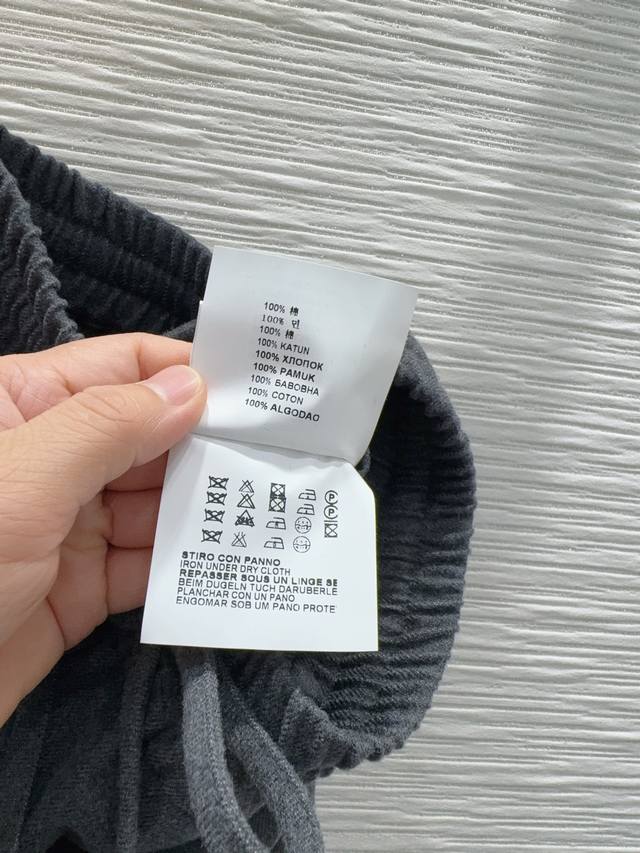 100% 棉
100% 면
100% 棉
100% KATUN
100% ХЛОПОК
100% PAMUK
100% БАВОВНА
100% COTON
100% ALGODAO
P
P
STIRO CON PANNO
IRON UNDER DRY CLOTH
REPASSER SOUS UN LINGE SE
BEIM DUGELN TUCH DARUBERLE
PLANCHAR CON UN PANO
ENGOMAR SOB UM PANO PROTE